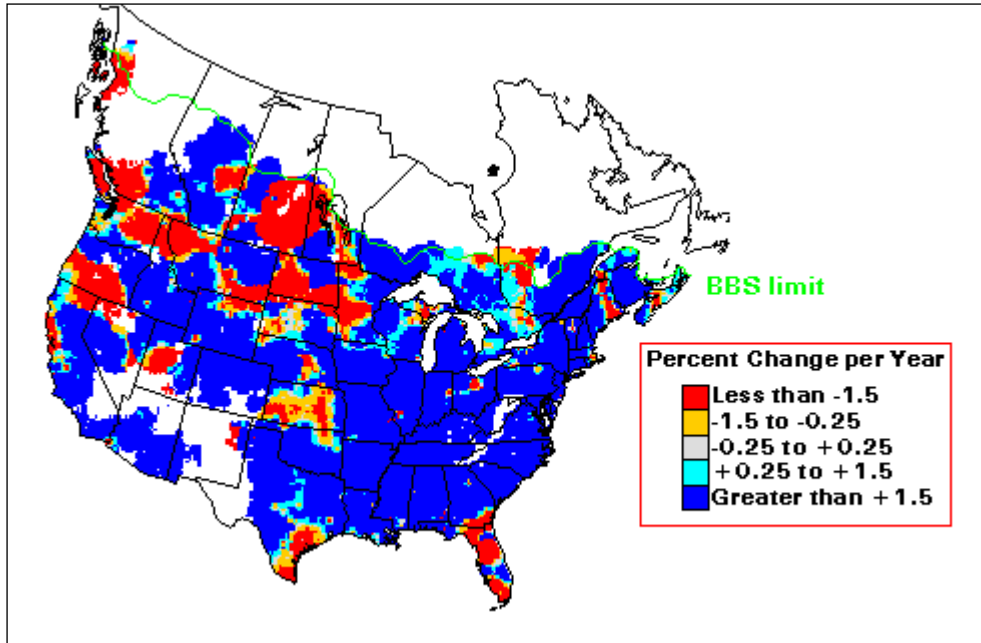 BBS limit
Percent Change per Year
Less than -1.5
-1.5 to -0.25
-0.25 to +0.25
+0.25 to +1.5
Greater than +1.5